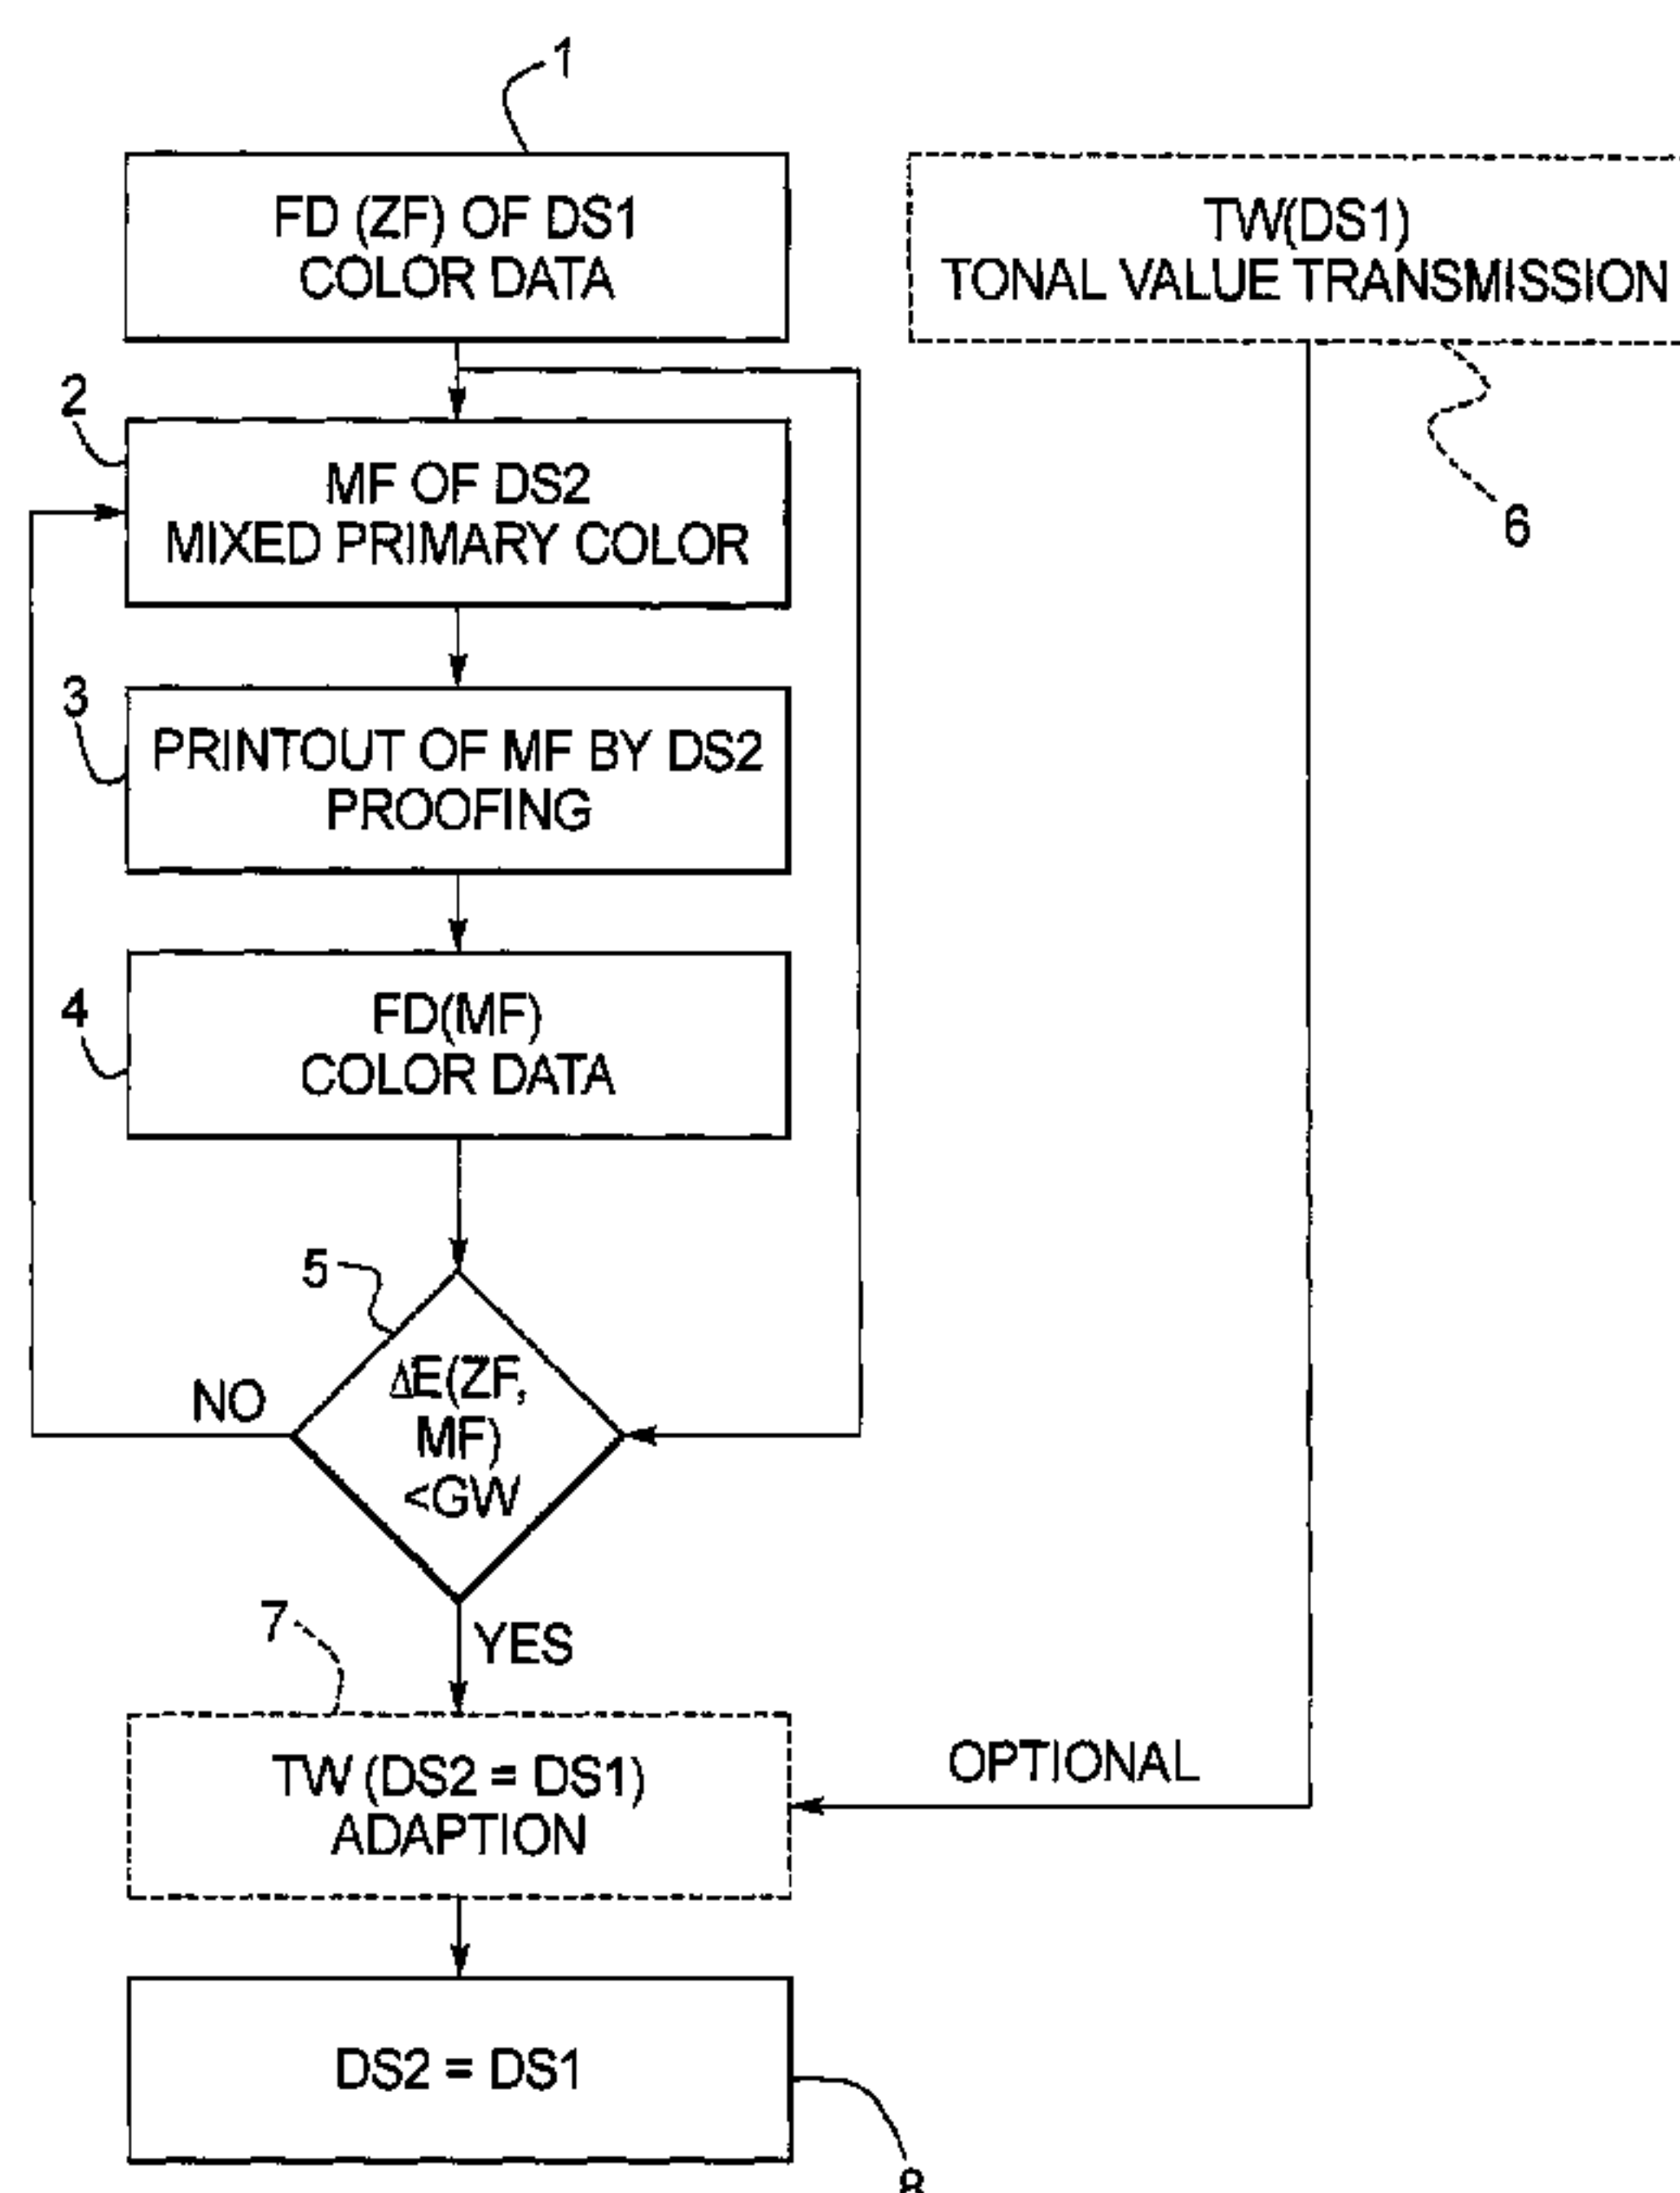 1
FD (ZF) OF DS1
COLOR DATA
TW(DS1)
TONAL VALUE TRANSMISSION
2
MF OF DS2
MIXED PRIMARY COLOR
6
3
PRINTOUT OF MF BY DS2
PROOFING
4
FD(MF)
COLOR DATA
5
ΔE(ZF,
MF)
<GW
NO
YES
7
TW (DS2 = DS1)
ADAPTION
OPTIONAL
DS2 = DS1
8